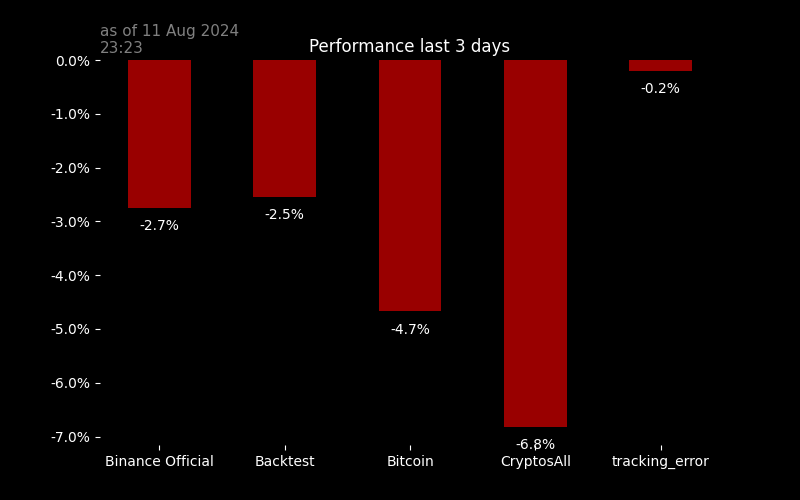 as of 11 Aug 2024
23:23
Performance last 3 days
0.0%
-1.0%
-2.0%
-3.0%
-4.0%
-5.0%
-6.0%
-7.0%
-2.7%
-2.5%
-4.7%
-6.8%
-0.2%
Binance Official
Backtest
Bitcoin
CryptosAll
tracking_error